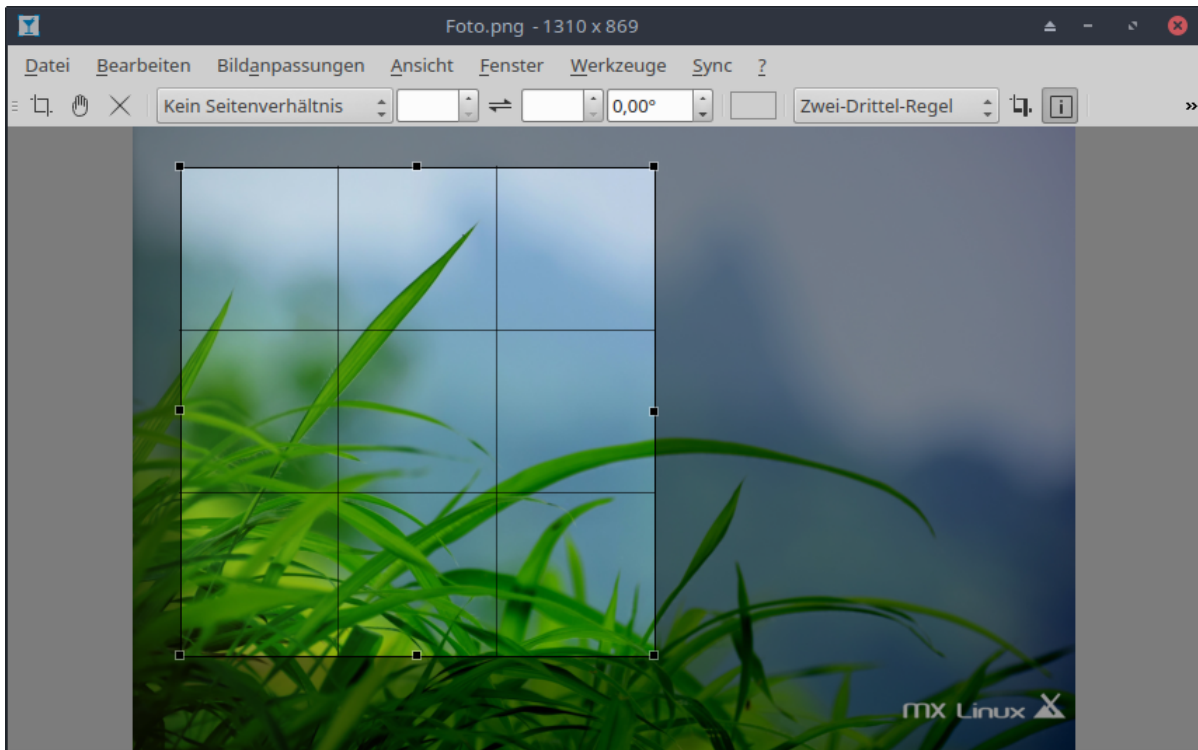 Foto.png - 1310 x 869
Datei Bearbeiten Bildanpassungen Ansicht Fenster Werkzeuge Sync ?
Kein Seitenverhältnis 0,00° Zwei-Drittel-Regel »
MX Linux